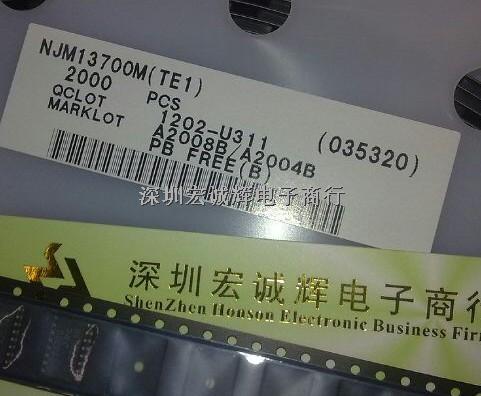 NJM13700M(TE1)
2000 PCS
QCLOT 1202-U311 (035320)
MARKLOT A2008B/A2004B
PB FREE(B)
深圳宏诚辉电子商行
深圳宏诚辉电子商行
ShenZhen Honson Electronic Business Firm